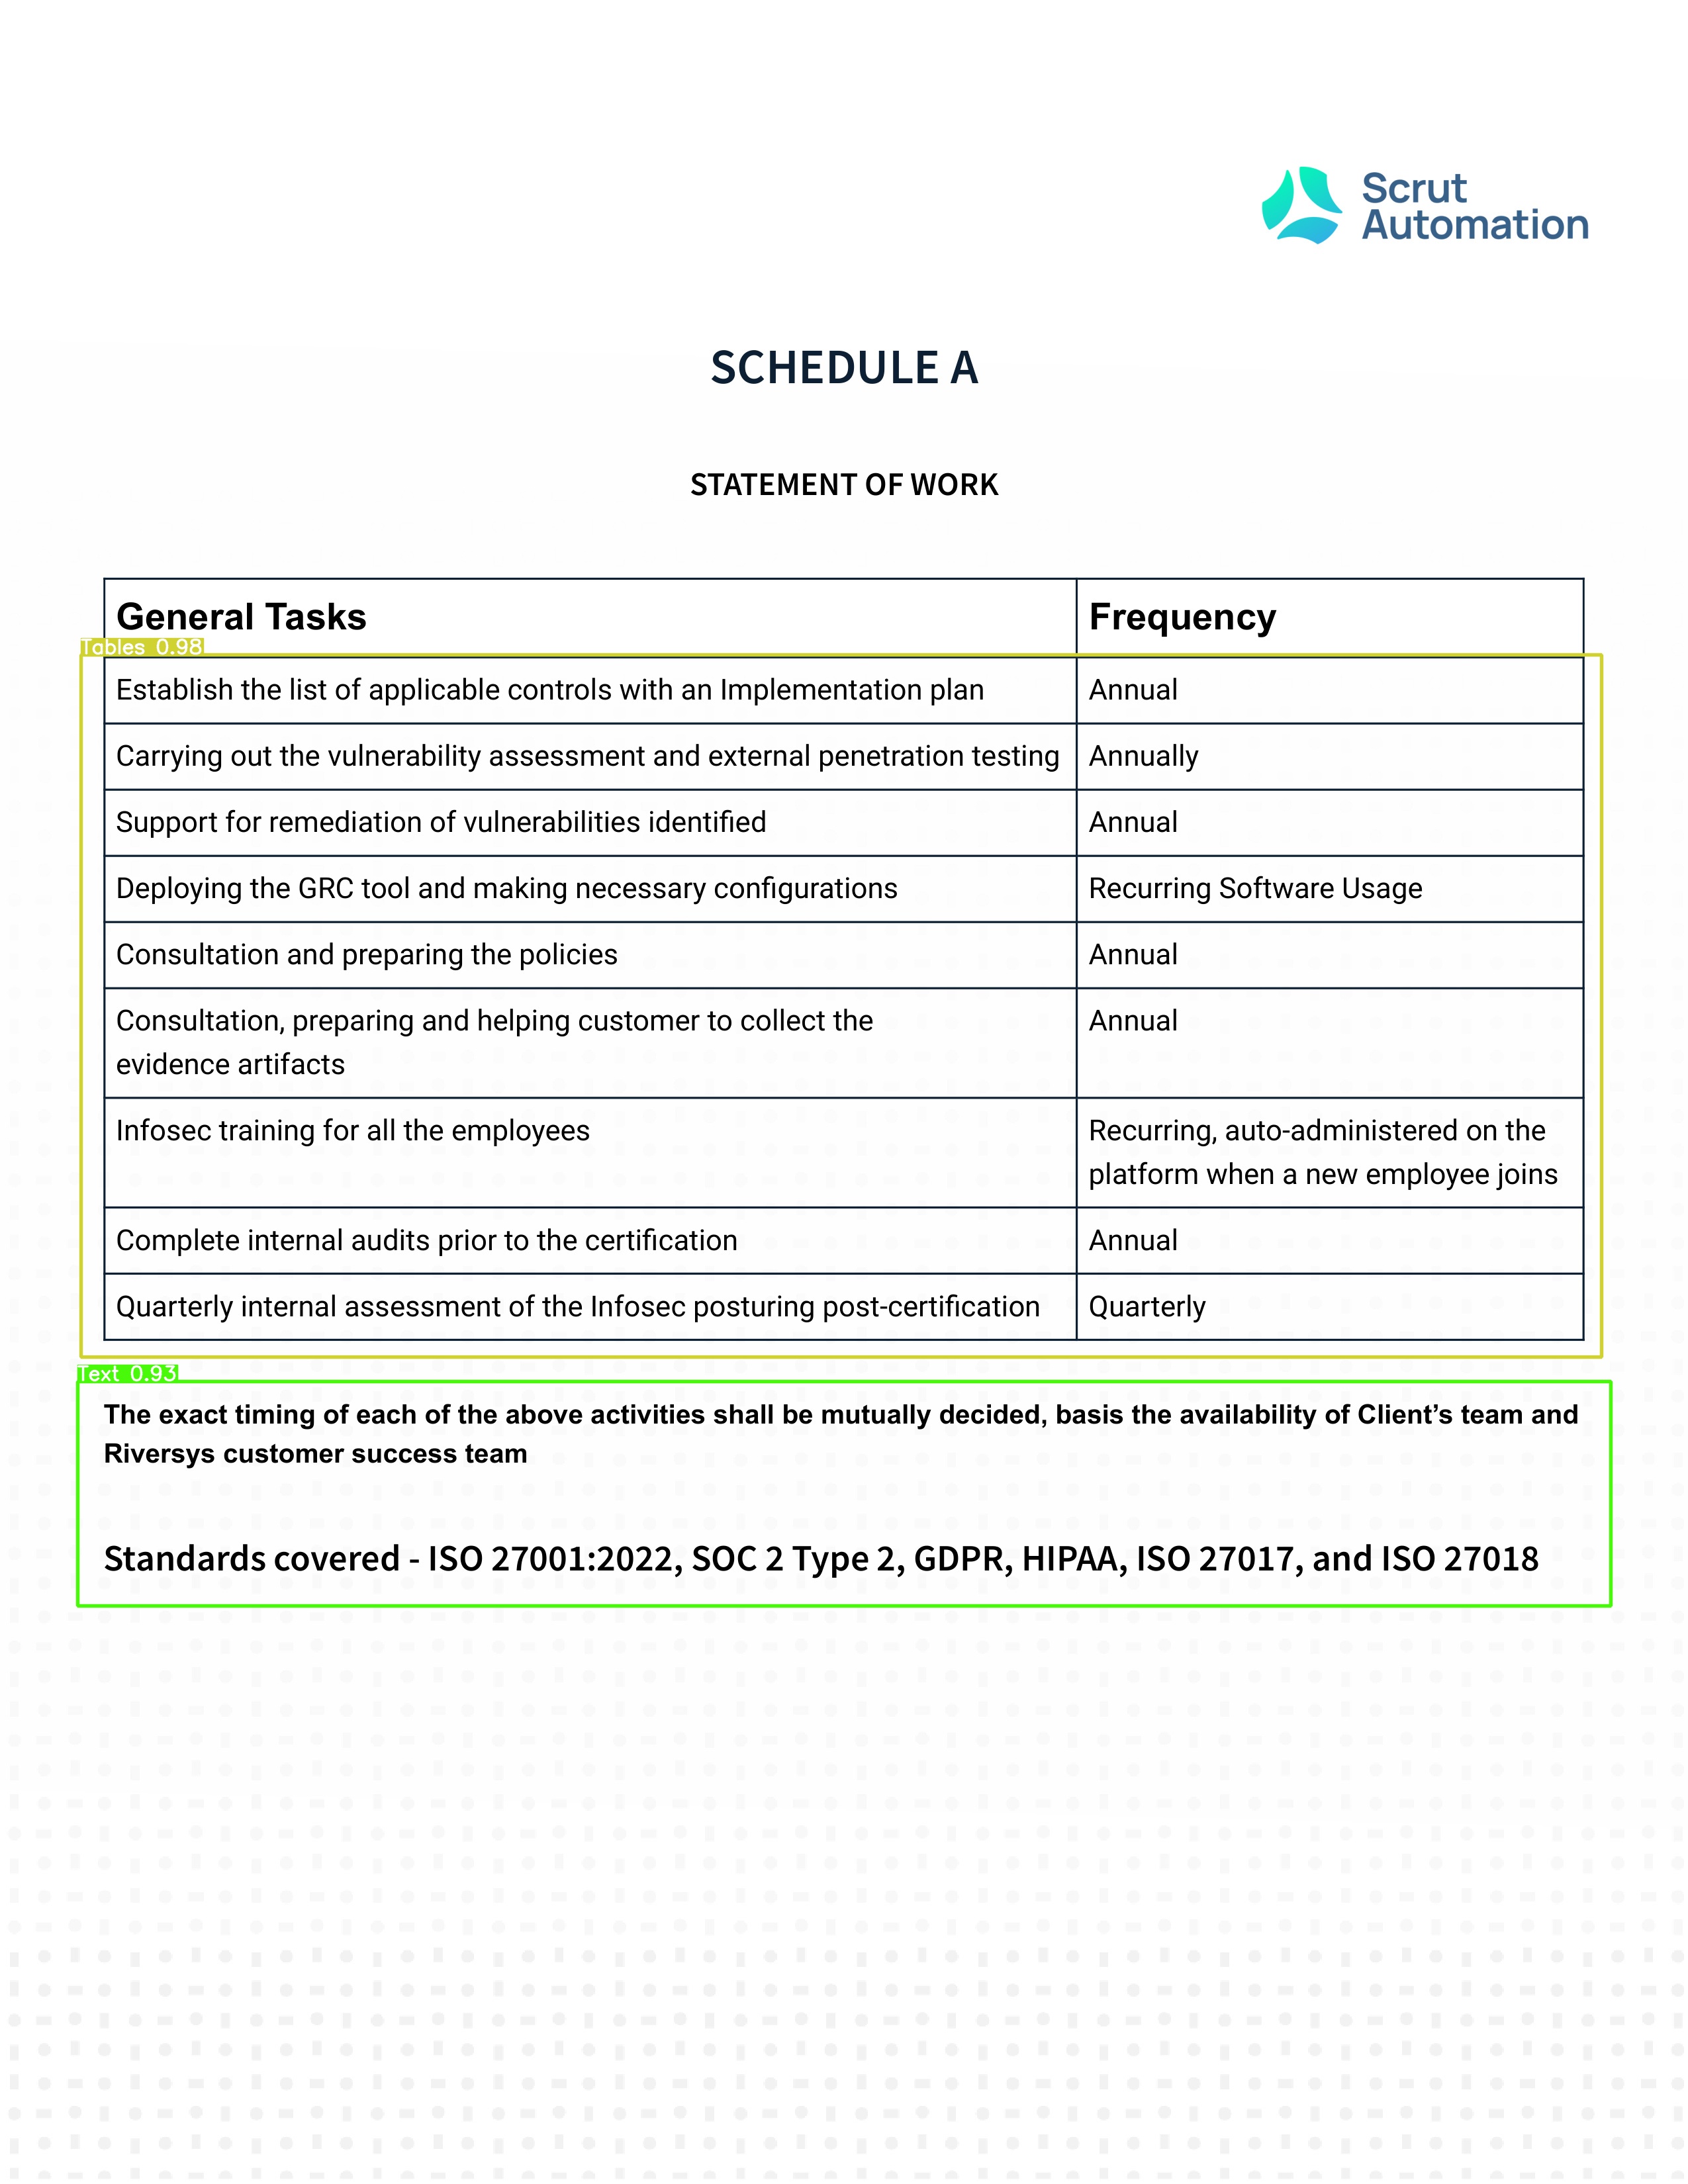 Scrut
Automation
SCHEDULE A
STATEMENT OF WORK
General Tasks Frequency
Tables 0.98
Establish the list of applicable controls with an Implementation plan Annual
Carrying out the vulnerability assessment and external penetration testing Annually
Support for remediation of vulnerabilities identified Annual
Deploying the GRC tool and making necessary configurations Recurring Software Usage
Consultation and preparing the policies Annual
Consultation, preparing and helping customer to collect the Annual
evidence artifacts
Infosec training for all the employees Recurring, auto-administered on the
platform when a new employee joins
Complete internal audits prior to the certification Annual
Quarterly internal assessment of the Infosec posturing post-certification Quarterly
Text 0.93
The exact timing of each of the above activities shall be mutually decided, basis the availability of Client’s team and
Riversys customer success team
Standards covered - ISO 27001:2022, SOC 2 Type 2, GDPR, HIPAA, ISO 27017, and ISO 27018